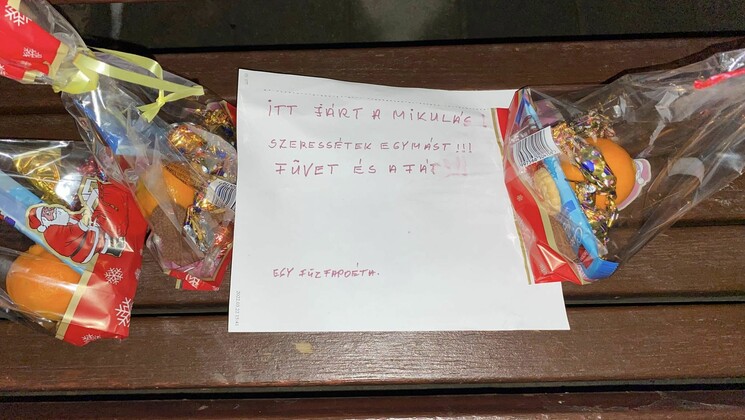 ITT JÁRT A MIKULÁS!
SZERESSÉTEK EGYMÁST!!!
FÜVET ÉS A FÁT
EGY FŰZFAPOÉTA.